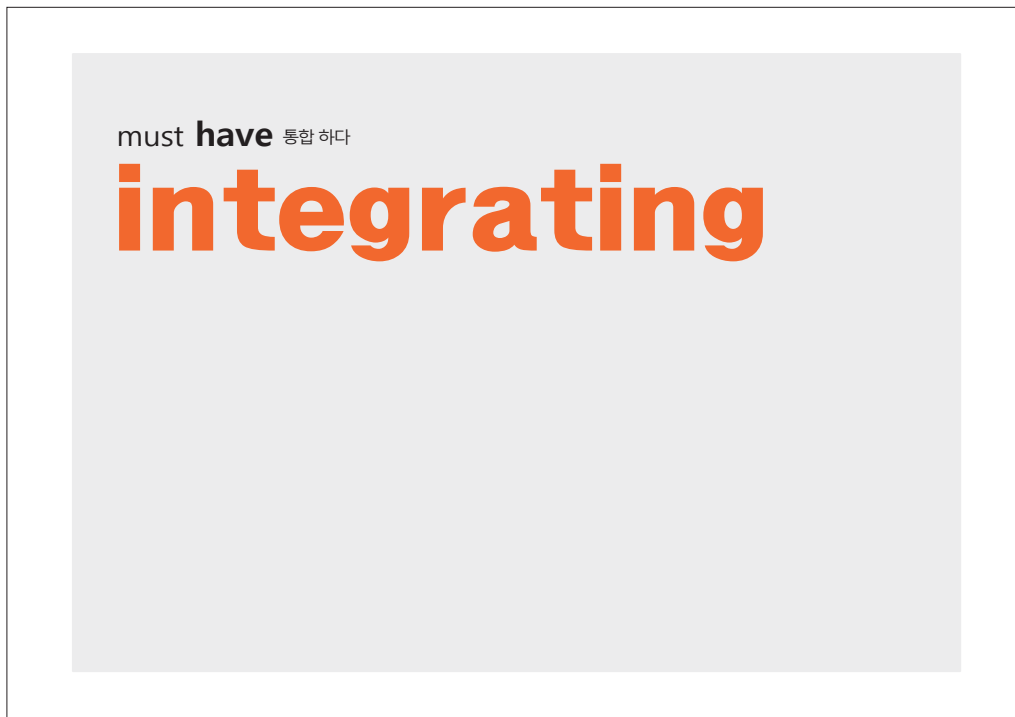 must have 통합 하다
integrating